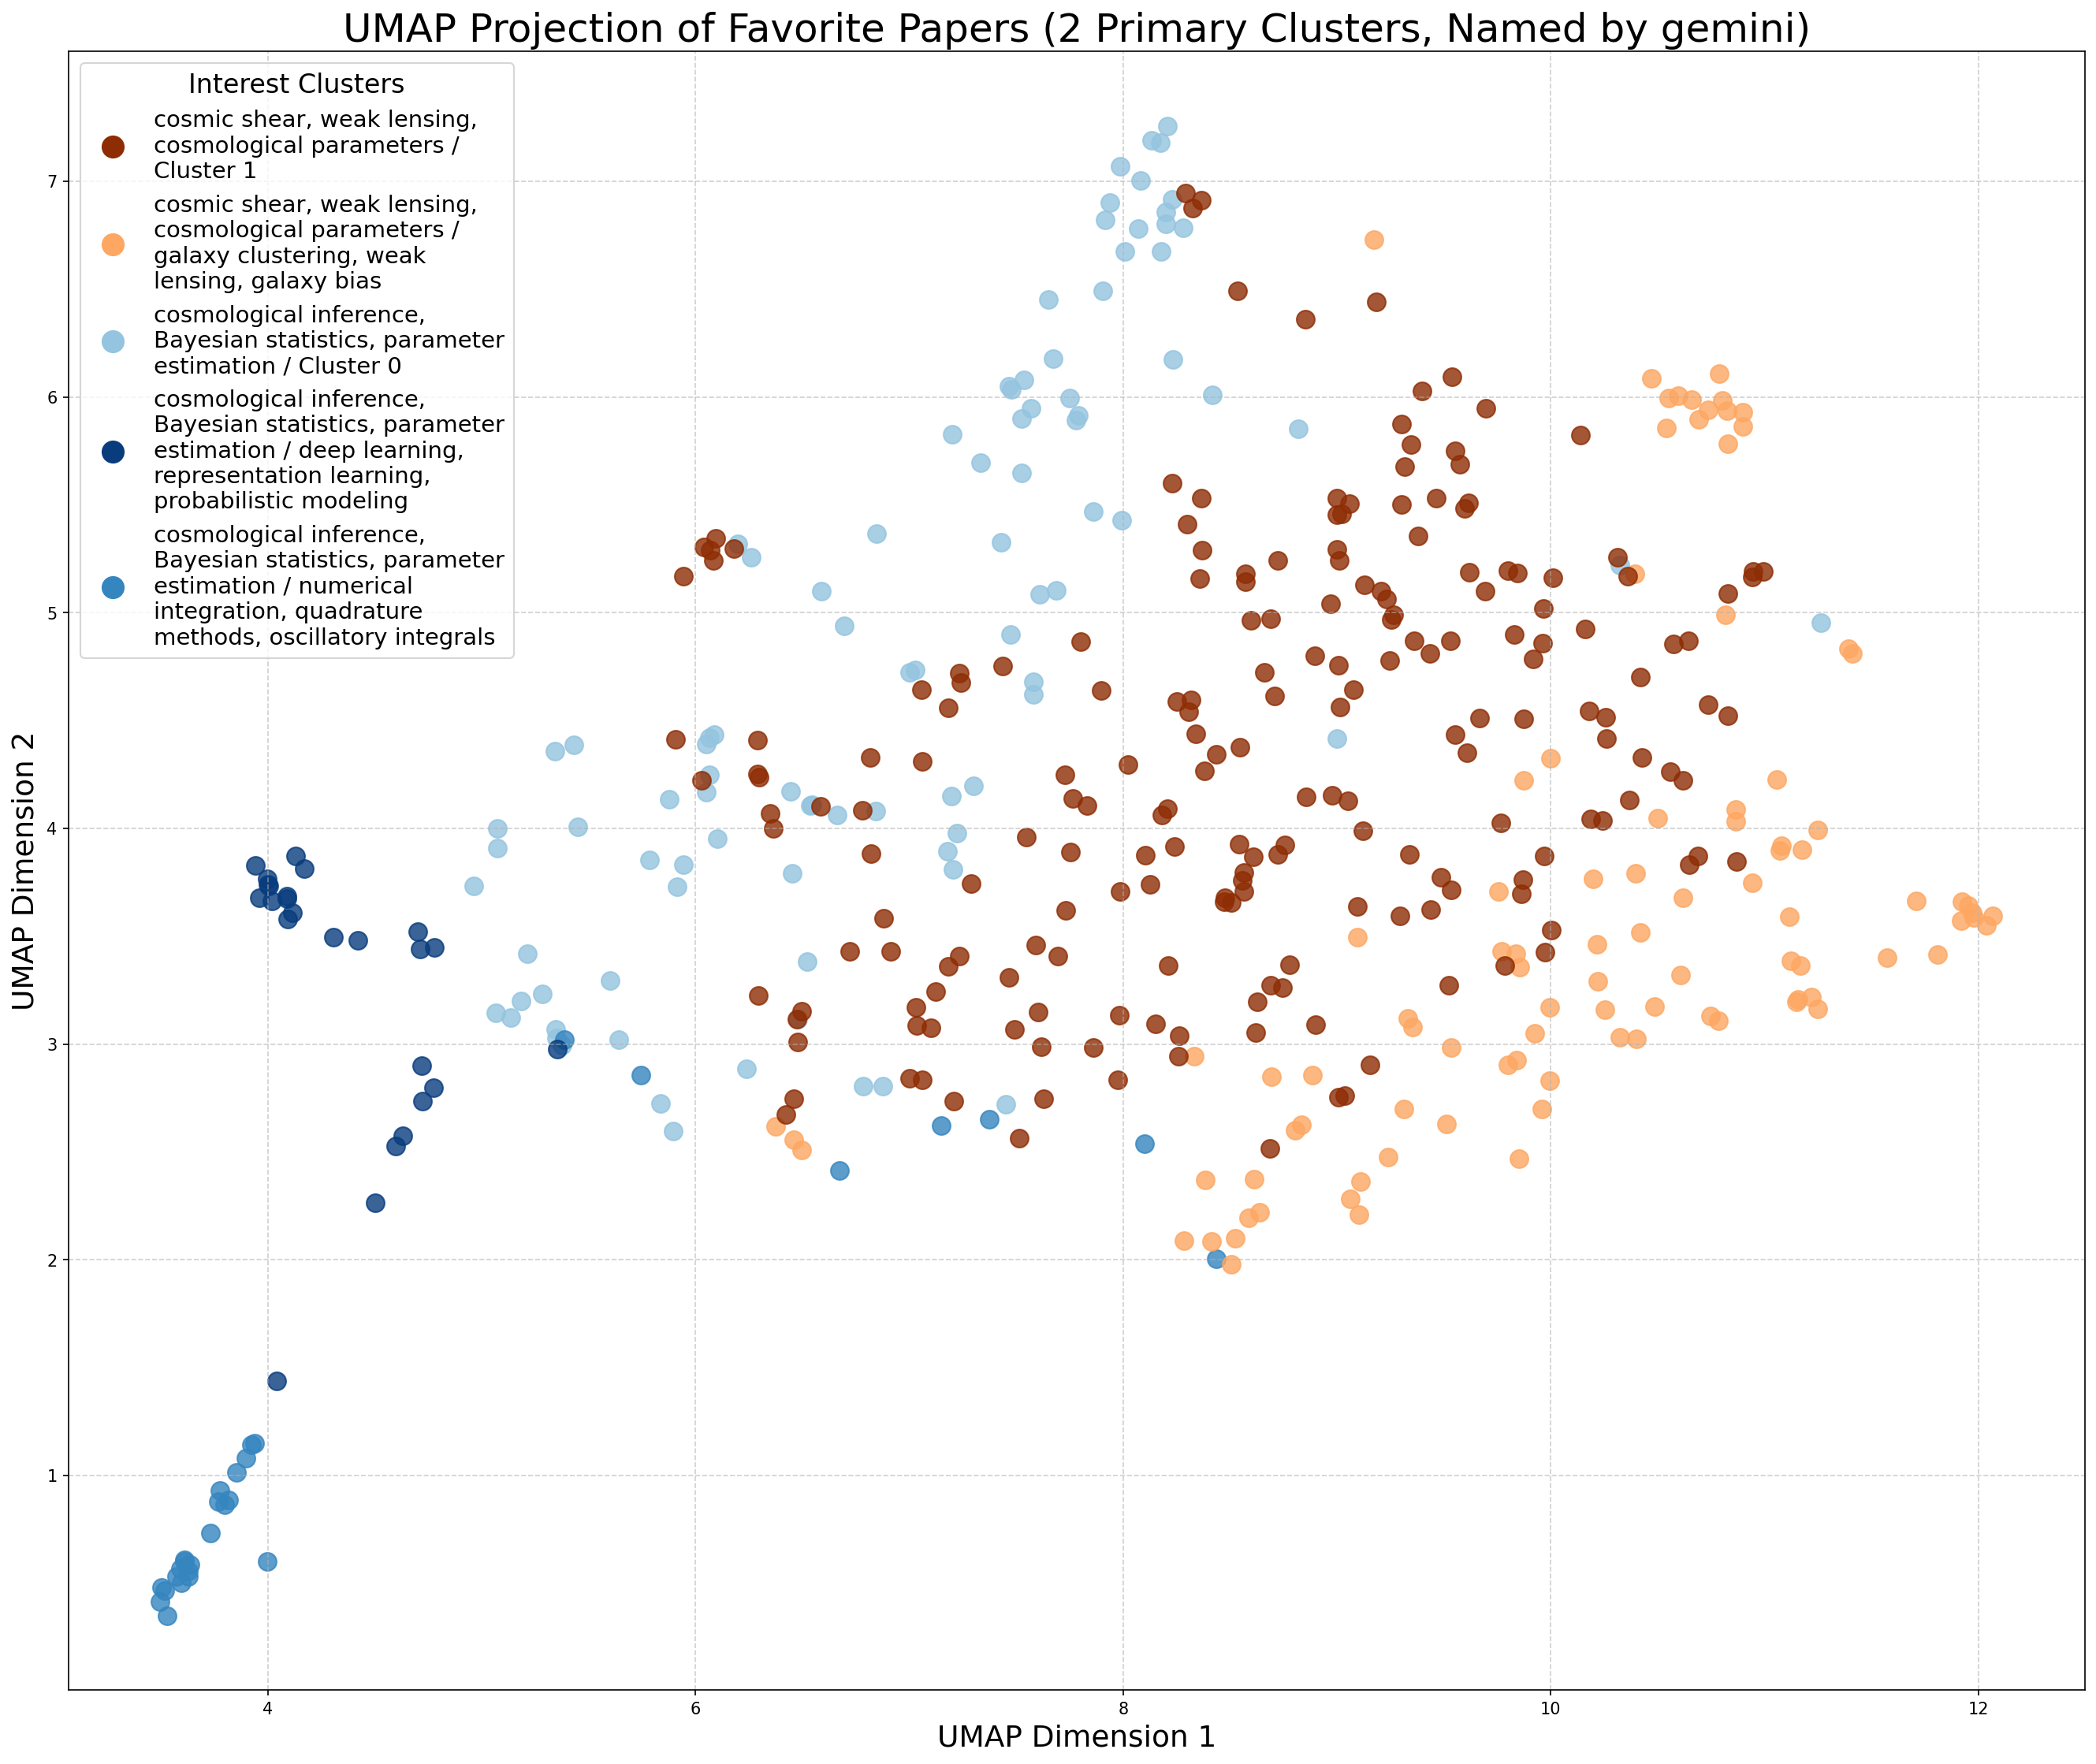 UMAP Projection of Favorite Papers (2 Primary Clusters, Named by gemini)
Interest Clusters
cosmic shear, weak lensing,
cosmological parameters /
Cluster 1
cosmic shear, weak lensing,
cosmological parameters /
galaxy clustering, weak
lensing, galaxy bias
cosmological inference,
Bayesian statistics, parameter
estimation / Cluster 0
cosmological inference,
Bayesian statistics, parameter
estimation / deep learning,
representation learning,
probabilistic modeling
cosmological inference,
Bayesian statistics, parameter
estimation / numerical
integration, quadrature
methods, oscillatory integrals
UMAP Dimension 2
7
6
5
4
3
2
1
4
6
8
10
12
UMAP Dimension 1